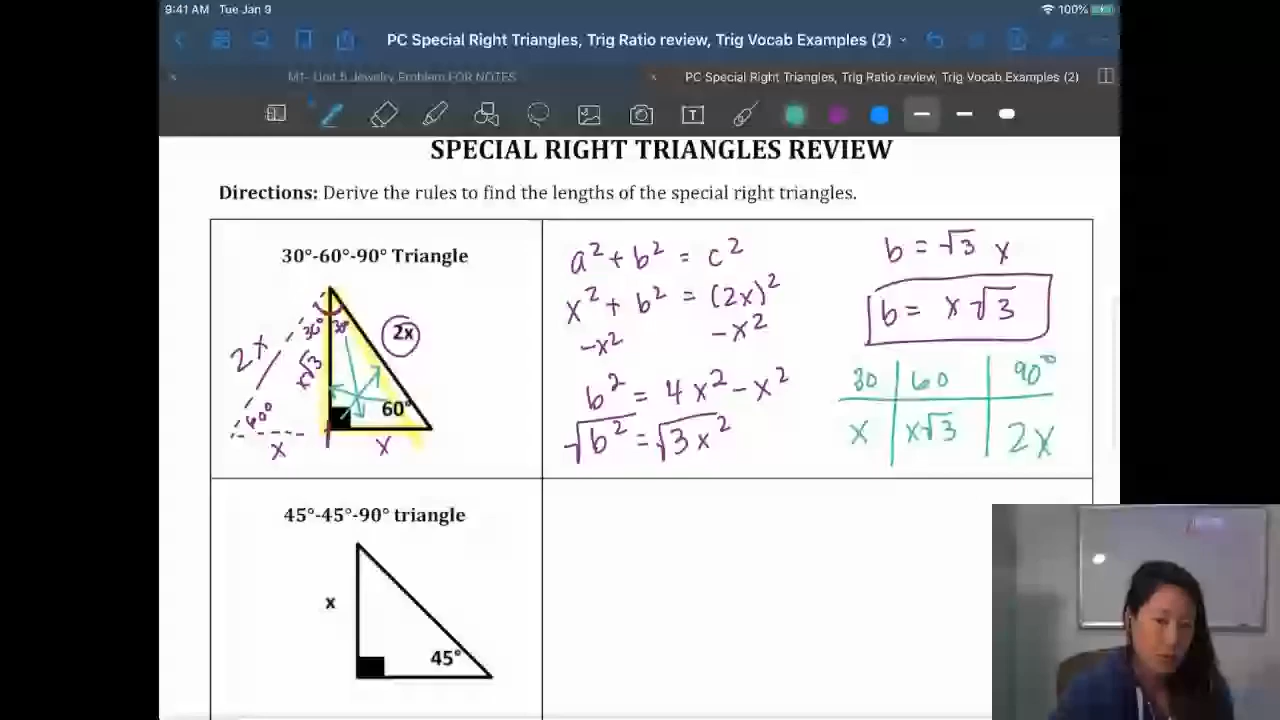 9:41 AM Tue Jan 9
100%
PC Special Right Triangles, Trig Ratio review, Trig Vocab Examples (2)
M1- Unit 5 Jewelry Problem FOR NOTES
PC Special Right Triangles, Trig Ratio review, Trig Vocab Examples (2)
T
SPECIAL RIGHT TRIANGLES REVIEW
Directions: Derive the rules to find the lengths of the special right triangles.
30°-60°-90° Triangle
30° 30°
2x
2x
x√3
60°
60°
x
x
a² + b² = c²
x² + b² = (2x)²
-x² -x²
b² = 4x² - x²
√b² = √3x²
b = √3 x
b = x√3
30 60 90°
x x√3 2x
45°-45°-90° triangle
x
45°